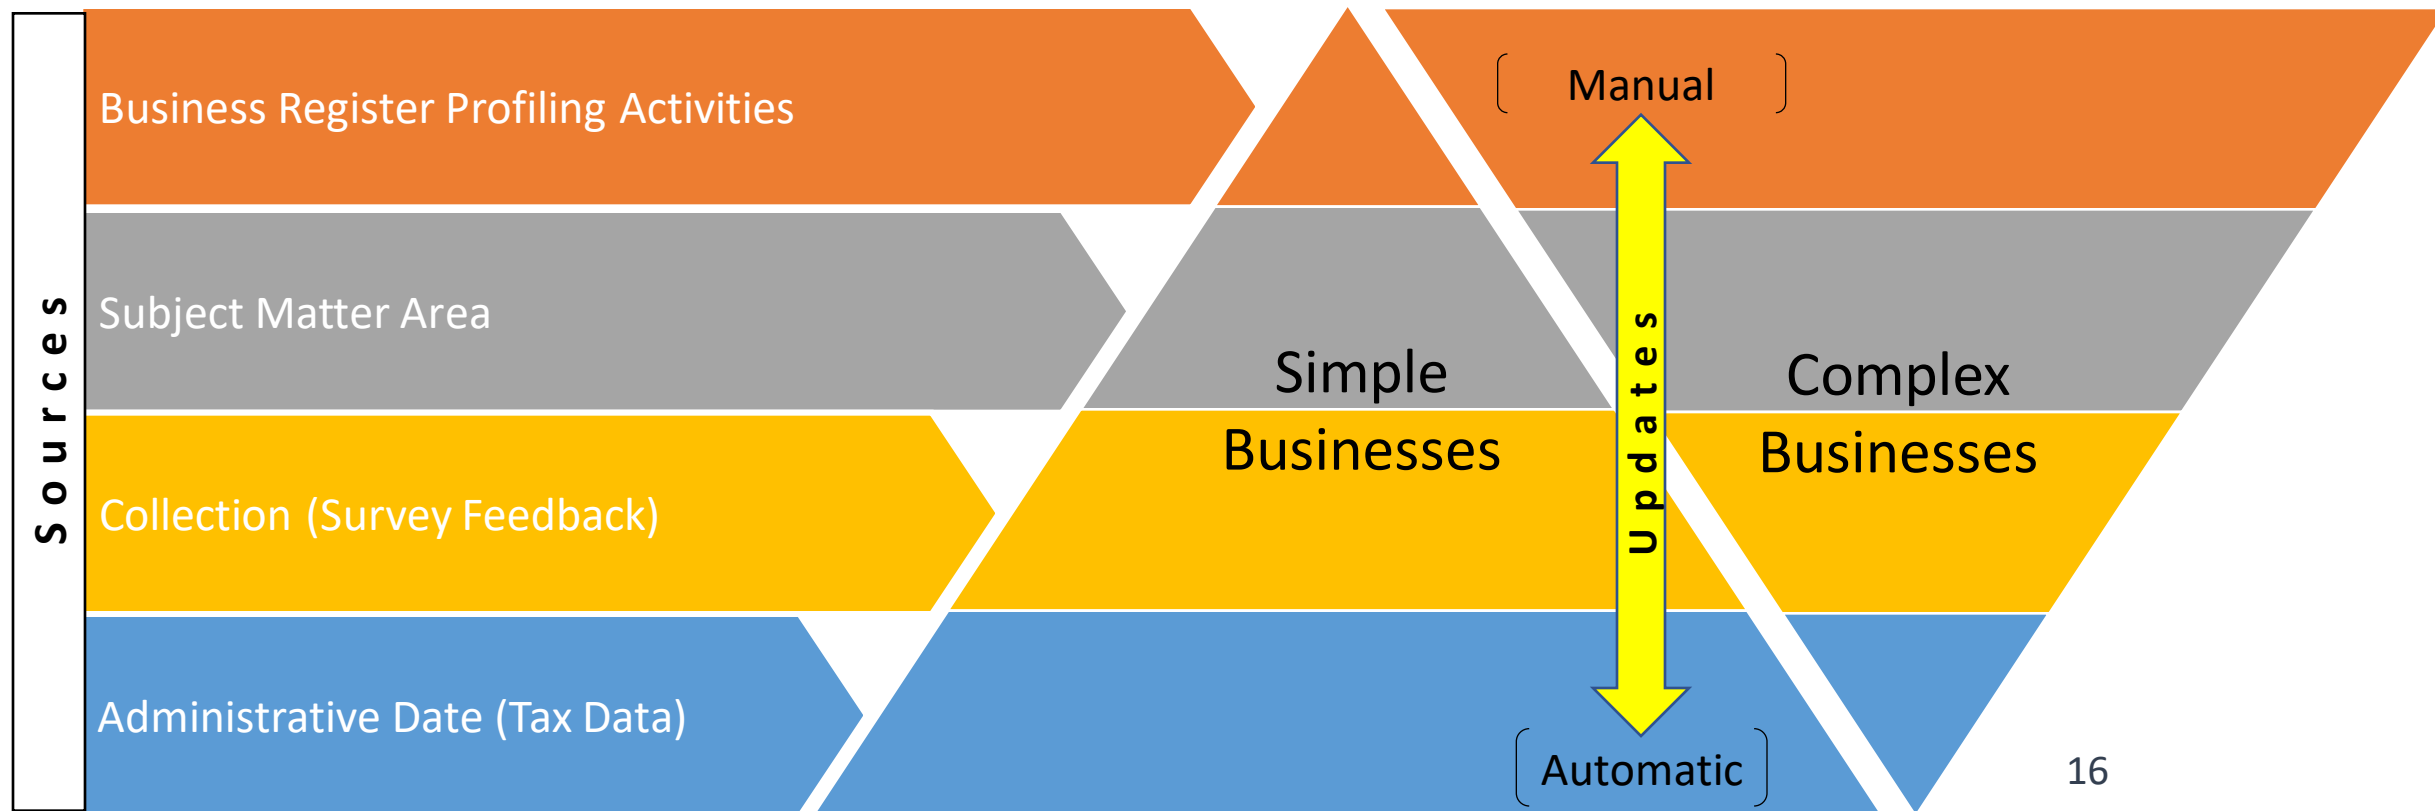 Sources
Business Register Profiling Activities
Subject Matter Area
Collection (Survey Feedback)
Administrative Date (Tax Data)
Simple
Businesses
Manual
Updates
Automatic
Complex
Businesses
16